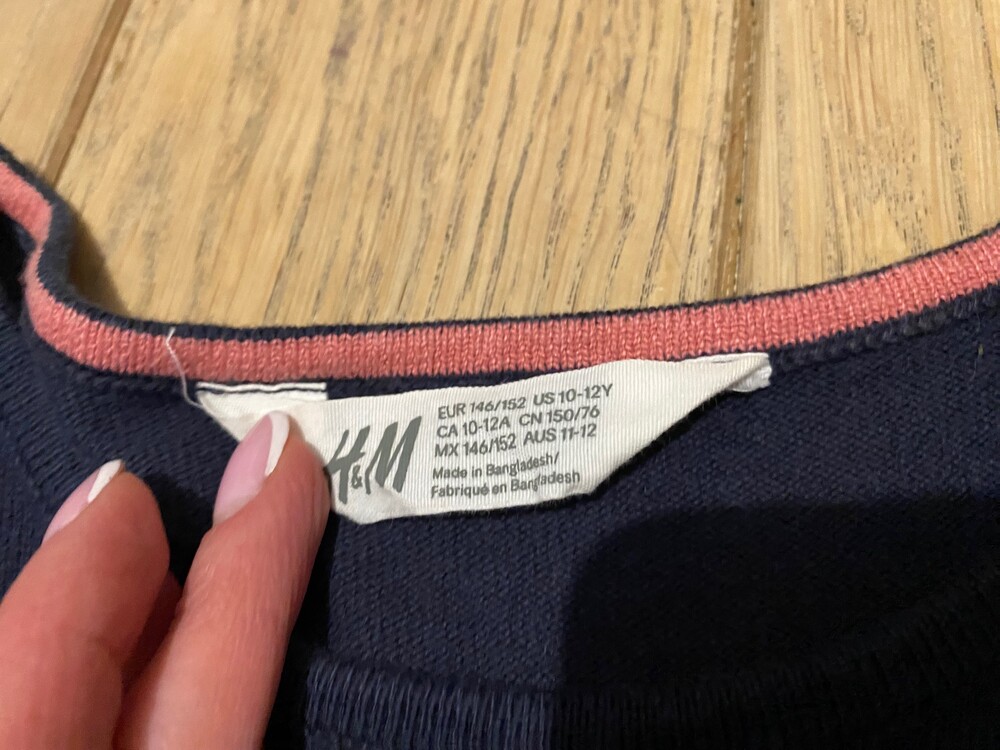 H&M
EUR 146/152 US 10-12Y
CA 10-12A CN 150/76
MX 146/152 AUS 11-12
Made in Bangladesh/
Fabriqué en Bangladesh